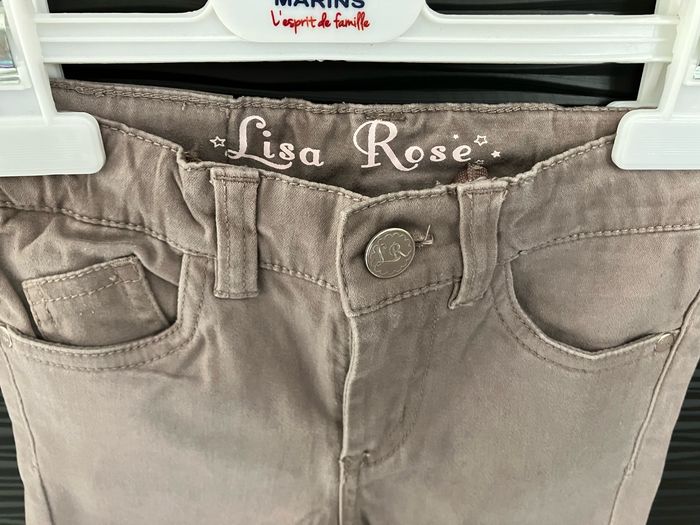 MARINS
L'esprit de famille
Lisa Rose
LR